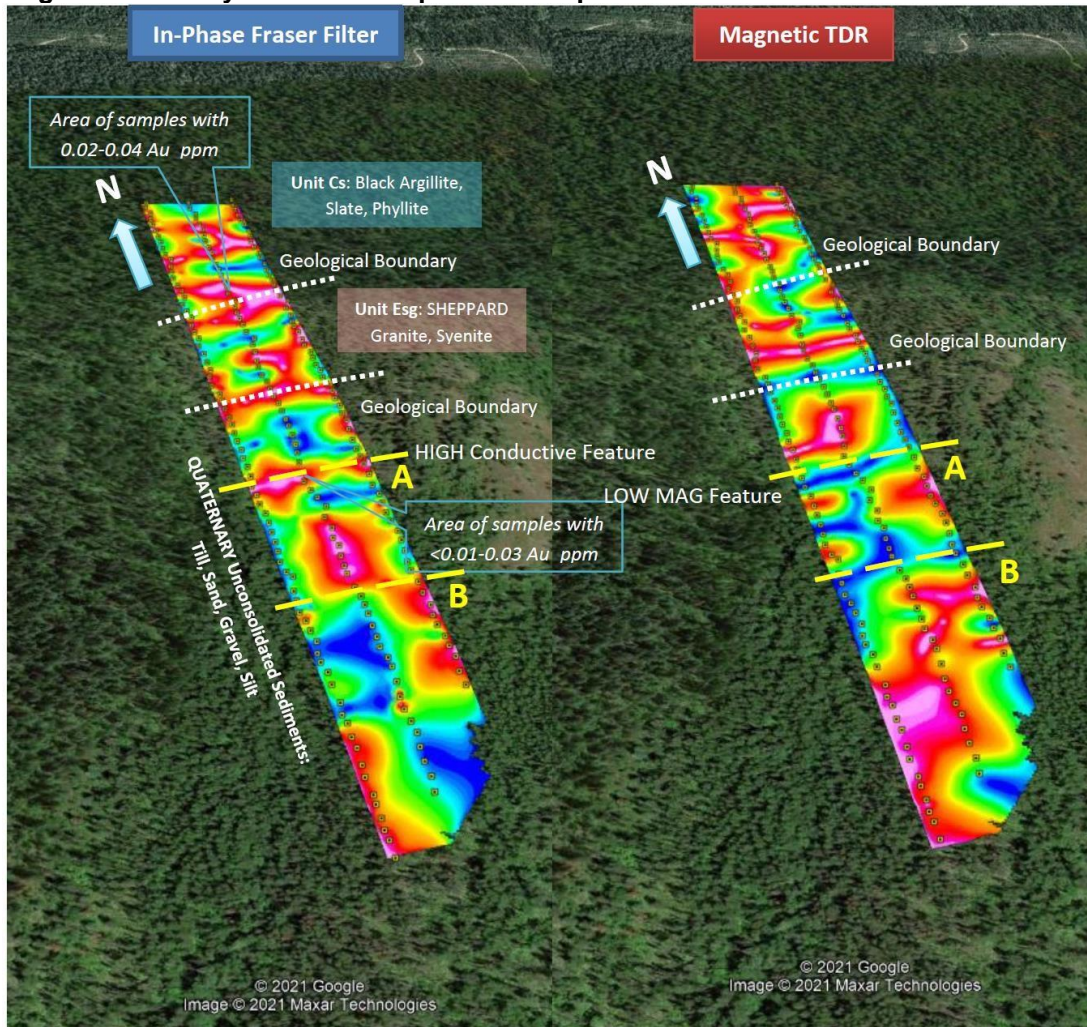 In-Phase Fraser Filter
Magnetic TDR
Area of samples with
0.02-0.04 Au ppm
N
Unit Cs: Black Argillite,
Slate, Phyllite
Geological Boundary
Unit Esg: SHEPPARD
Granite, Syenite
Geological Boundary
HIGH Conductive Feature
A
QUATERNARY Unconsolidated Sediments:
Till, Sand, Gravel, Silt
Area of samples with
<0.01-0.03 Au ppm
B
© 2021 Google
Image © 2021 Maxar Technologies
N
Geological Boundary
Geological Boundary
A
LOW MAG Feature
B
© 2021 Google
Image © 2021 Maxar Technologies